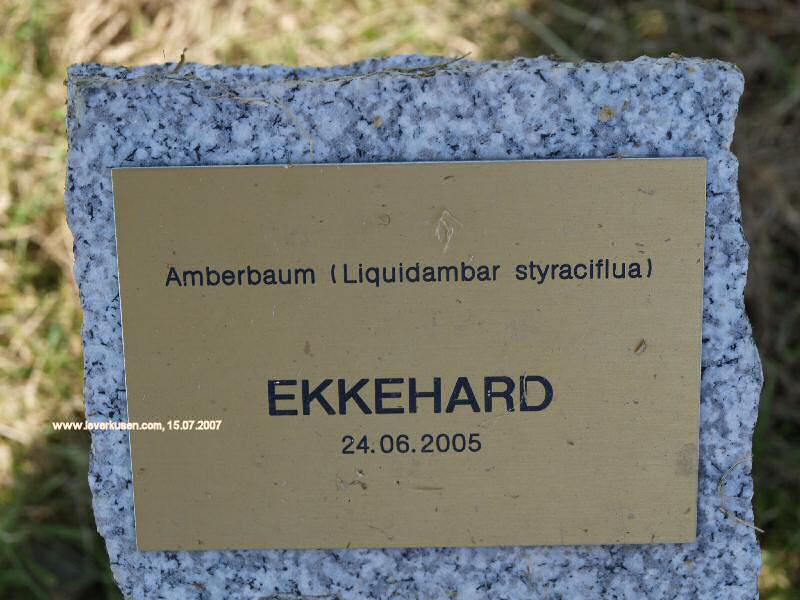 Amberbaum (Liquidambar styraciflua)
EKKEHARD
www.leverkusen.com, 15.07.2007
24.06.2005